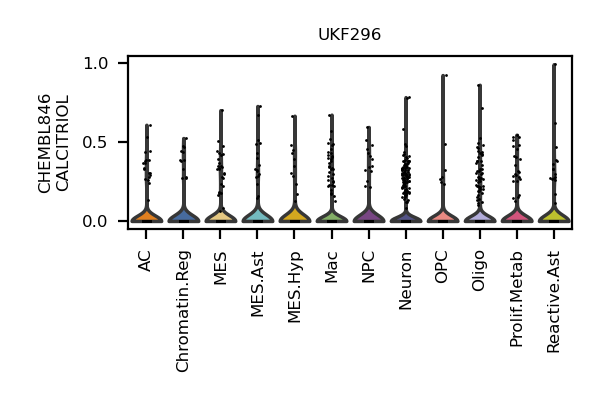 UKF296
CHEMBL846
CALCITRIOL
1.0
0.5
0.0
AC
Chromatin.Reg
MES
MES.Ast
MES.Hyp
Mac
NPC
Neuron
OPC
Oligo
Prolif.Metab
Reactive.Ast